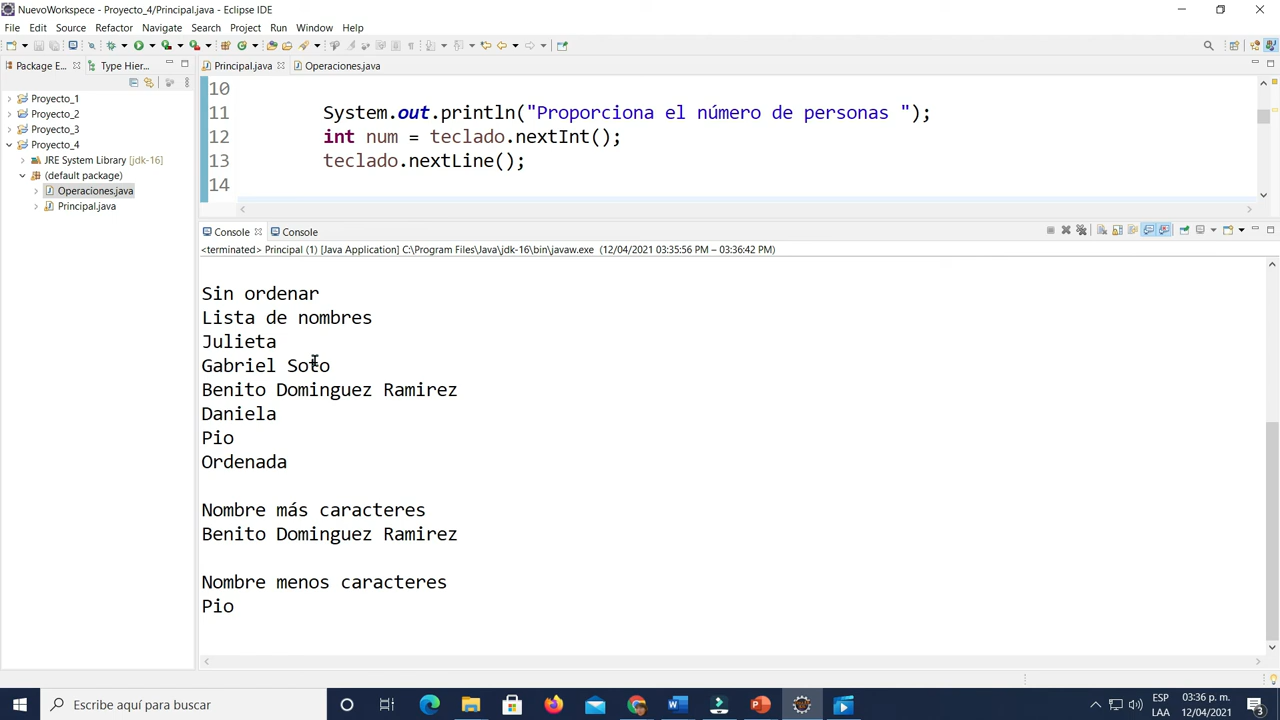 NuevoWorkspece - Proyecto_4/Principal.java - Eclipse IDE
File Edit Source Refactor Navigate Search Project Run Window Help
Package E... Type Hier...
Principal.java Operaciones.java
Proyecto_1
Proyecto_2
Proyecto_3
Proyecto_4
JRE System Library [jdk-16]
(default package)
Operaciones.java
Principal.java
10
11 System.out.println("Proporciona el número de personas ");
12 int num = teclado.nextInt();
13 teclado.nextLine();
14
Console Console
<terminated> Principal (1) [Java Application] C:\Program Files\Java\jdk-16\bin\javaw.exe (12/04/2021 03:35:56 PM – 03:36:42 PM)
Sin ordenar
Lista de nombres
Julieta
Gabriel Soto
Benito Dominguez Ramirez
Daniela
Pio
Ordenada
Nombre más caracteres
Benito Dominguez Ramirez
Nombre menos caracteres
Pio
Escribe aquí para buscar
ESP 03:36 p. m.
LAA 12/04/2021
3